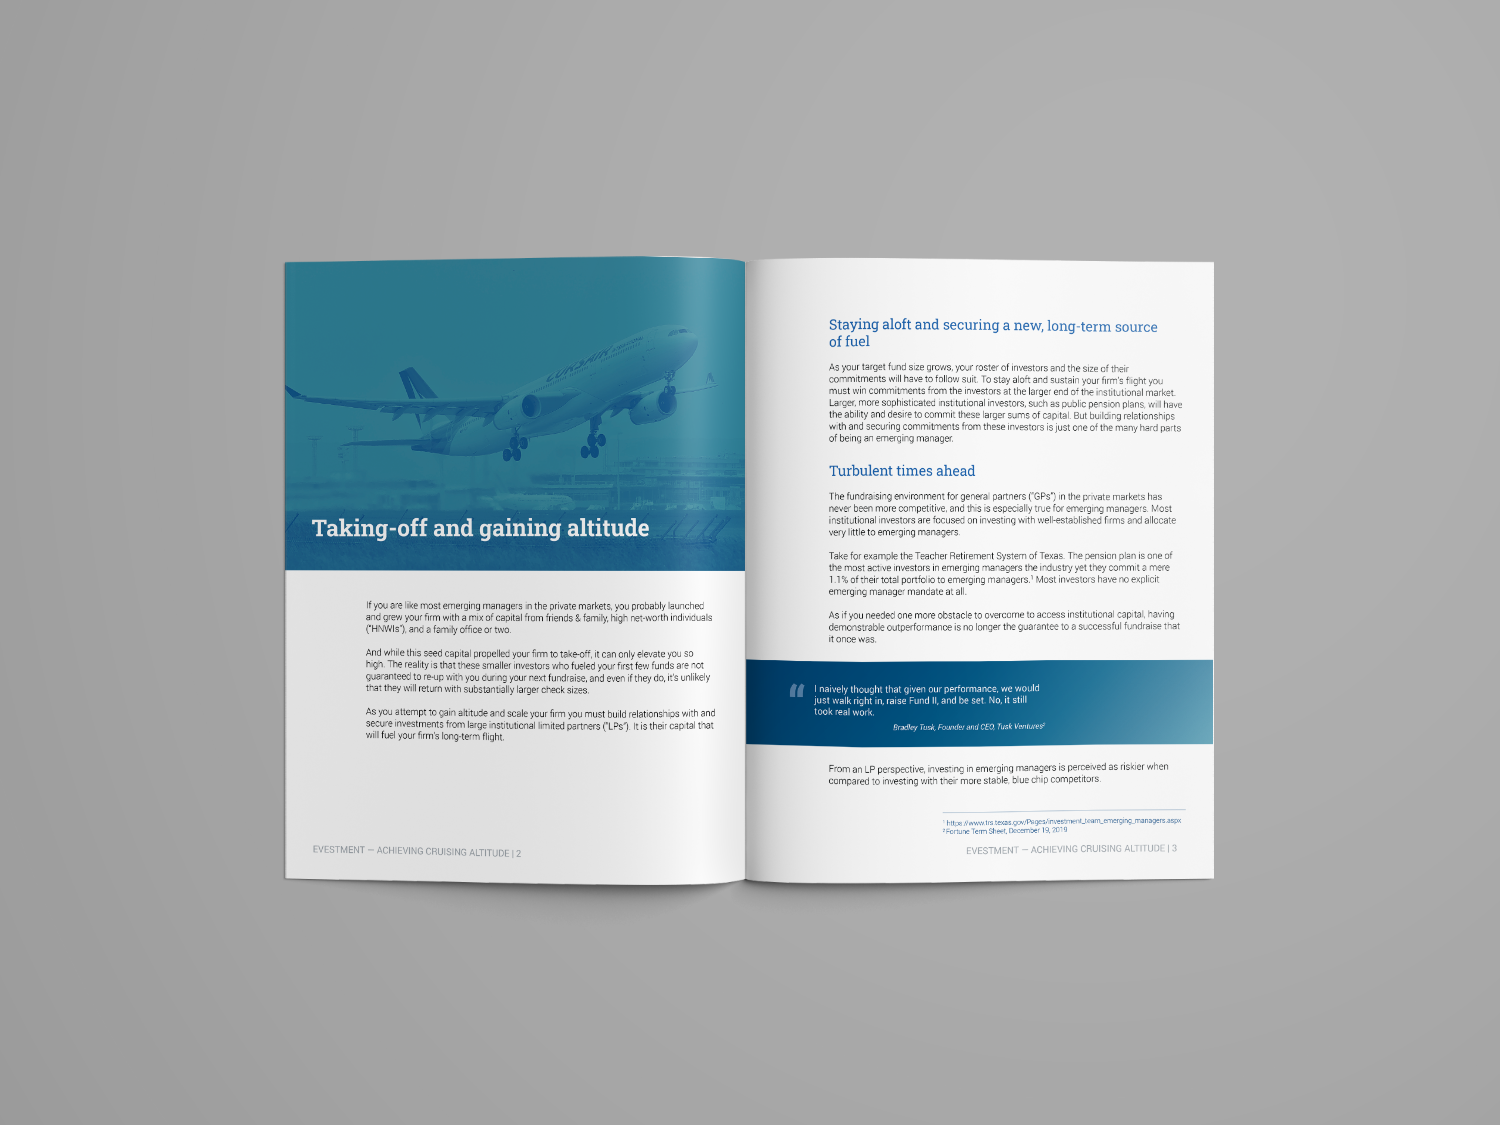 Taking-off and gaining altitude
If you are like most emerging managers in the private markets, you probably launched
and grew your firm with a mix of capital from friends & family, high net-worth individuals
("HNWIs"), and a family office or two.
And while this seed capital propelled your firm to take-off, it can only elevate you so
high. The reality is that these smaller investors who fueled your first few funds are not
guaranteed to re-up with you during your next fundraise, and even if they do, it's unlikely
that they will return with substantially larger check sizes.
As you attempt to gain altitude and scale your firm you must build relationships with and
secure investments from large institutional limited partners ("LPs"). It is their capital that
will fuel your firm's long-term flight.
EVESTMENT — ACHIEVING CRUISING ALTITUDE | 2
Staying aloft and securing a new, long-term source
of fuel
As your target fund size grows, your roster of investors and the size of their
commitments will have to follow suit. To stay aloft and sustain your firm's flight you
must win commitments from the investors at the larger end of the institutional market.
Larger, more sophisticated institutional investors, such as public pension plans, will have
the ability and desire to commit these larger sums of capital. But building relationships
with and securing commitments from these investors is just one of the many hard parts
of being an emerging manager.
Turbulent times ahead
The fundraising environment for general partners ("GPs") in the private markets has
never been more competitive, and this is especially true for emerging managers. Most
institutional investors are focused on investing with well-established firms and allocate
very little to emerging managers.
Take for example the Teacher Retirement System of Texas. The pension plan is one of
the most active investors in emerging managers the industry yet they commit a mere
1.1% of their total portfolio to emerging managers.¹ Most investors have no explicit
emerging manager mandate at all.
As if you needed one more obstacle to overcome to access institutional capital, having
demonstrable outperformance is no longer the guarantee to a successful fundraise that
it once was.
“ I naively thought that given our performance, we would
just walk right in, raise Fund II, and be set. No, it still
took real work.
Bradley Tusk, Founder and CEO, Tusk Ventures²
From an LP perspective, investing in emerging managers is perceived as riskier when
compared to investing with their more stable, blue chip competitors.
¹ https://www.trs.texas.gov/Pages/investment_team_emerging_managers.aspx
² Fortune Term Sheet, December 19, 2019
EVESTMENT — ACHIEVING CRUISING ALTITUDE | 3